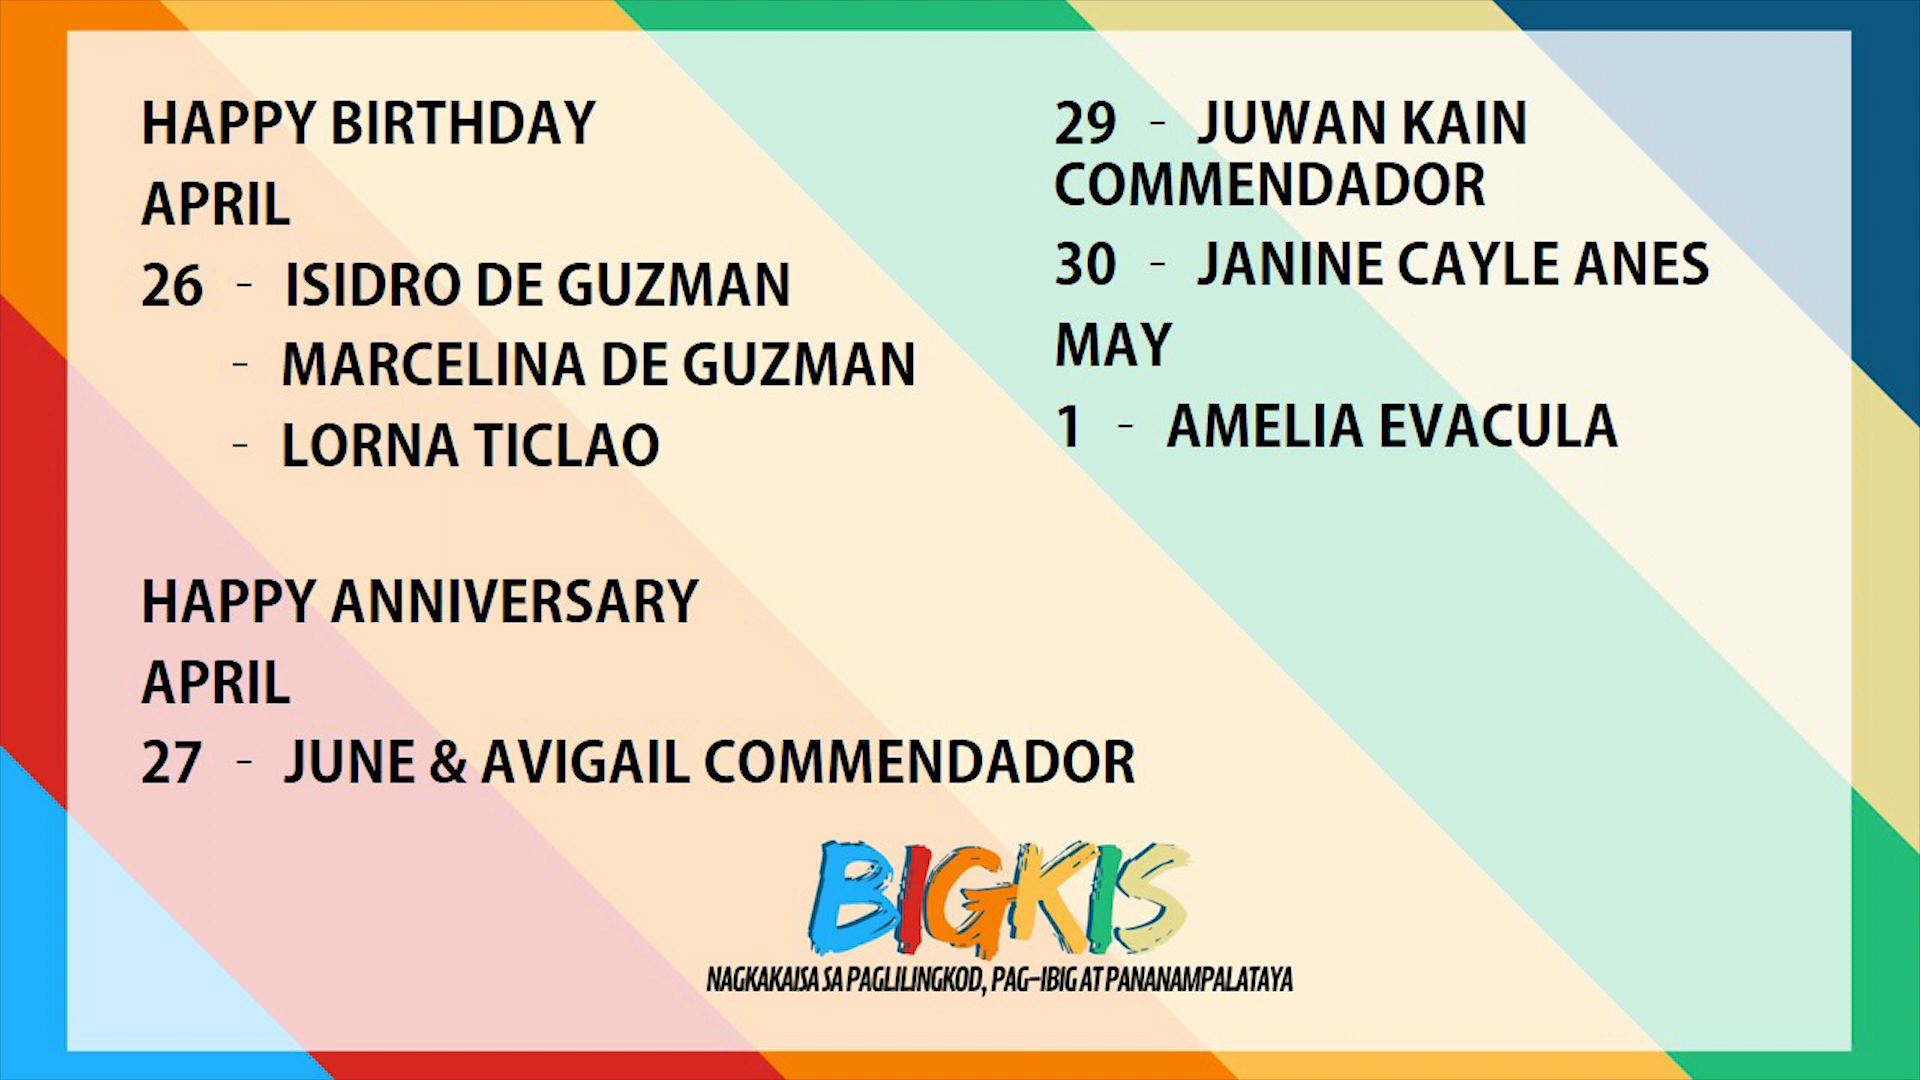 HAPPY BIRTHDAY
APRIL
26 - ISIDRO DE GUZMAN
- MARCELINA DE GUZMAN
- LORNA TICLAO
29 - JUWAN KAIN
COMMENDADOR
30 - JANINE CAYLE ANES
MAY
1 - AMELIA EVACULA
HAPPY ANNIVERSARY
APRIL
27 - JUNE & AVIGAIL COMMENDADOR
BIGKIS
NAGKAKAISA SA PAGLILINGKOD, PAG-IBIG AT PANANAMPALATAYA